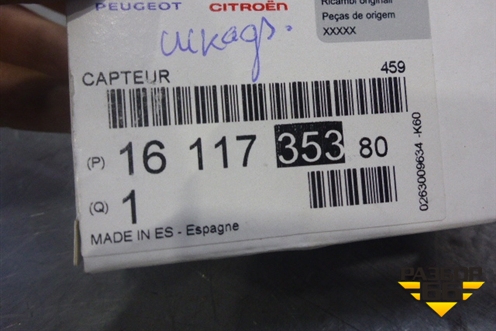 PEUGEOT CITROËN
Ricambi originali
Peças de origem
XXXXX
CAPTEUR 459
(P) 16 117 353 80
(Q) 1
MADE IN ES - Espagne
0263009634 -K60
РАЗБОР